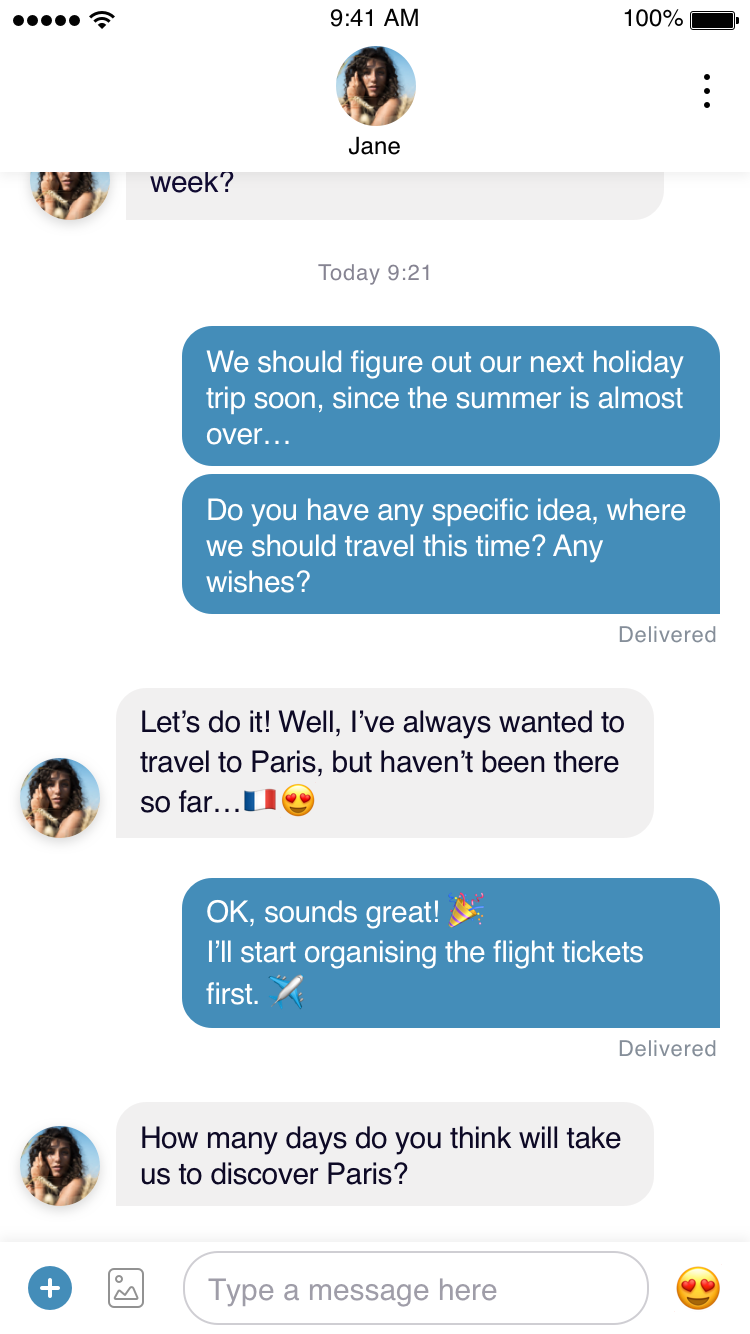 9:41 AM
100%
Jane
week?
Today 9:21
We should figure out our next holiday
trip soon, since the summer is almost
over…
Do you have any specific idea, where
we should travel this time? Any
wishes?
Delivered
Let’s do it! Well, I’ve always wanted to
travel to Paris, but haven’t been there
so far…🇫🇷😍
OK, sounds great! 🎉
I’ll start organising the flight tickets
first. ✈️
Delivered
How many days do you think will take
us to discover Paris?
Type a message here